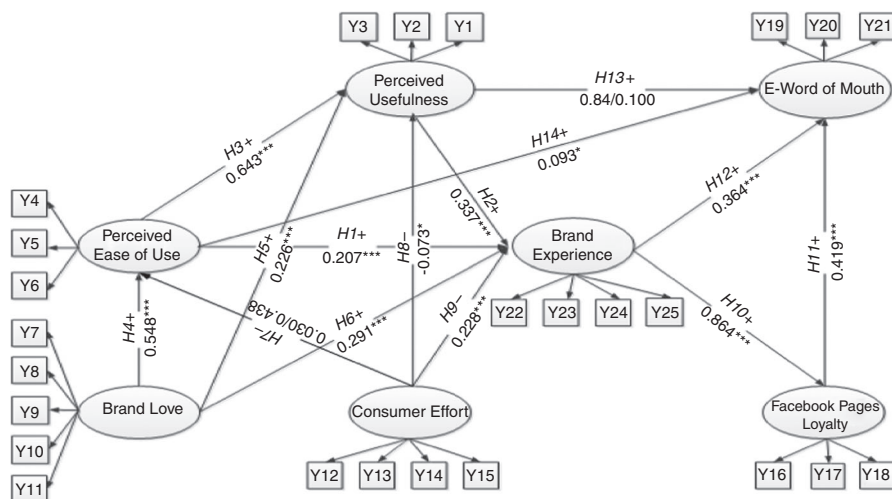 Y3
Y2
Y1
Y19
Y20
Y21
Perceived
Usefulness
H13+
0.84/0.100
E-Word of Mouth
H3+
0.643***
H14+
0.093*
H2+
0.337***
H12+
0.364***
Y4
Y5
Y6
Perceived
Ease of Use
H5+
0.226***
H1+
0.207***
H8−
-0.073*
Brand
Experience
H11+
0.419***
Y22
Y23
Y24
Y25
H4+
0.548***
H7−
0.030/0.438
H6+
0.291***
H9−
0.228***
H10+
0.864***
Y7
Y8
Y9
Y10
Y11
Brand Love
Consumer Effort
Facebook Pages
Loyalty
Y12
Y13
Y14
Y15
Y16
Y17
Y18